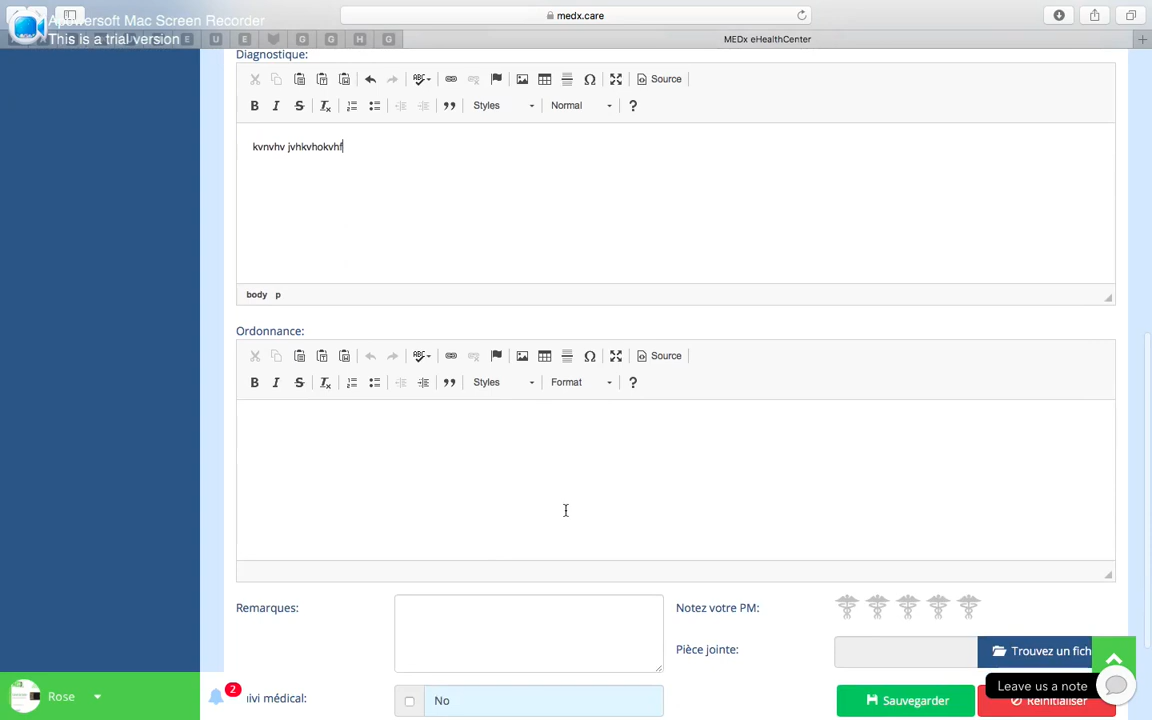 Apowersoft Mac Screen Recorder
This is a trial version
medx.care
E U E G G H G
MEDx eHealthCenter
Diagnostique:
Source
Styles Normal ?
kvnvhv jvhkvhokvhf
body p
Ordonnance:
Source
Styles Format ?
Remarques:
Notez votre PM:
Pièce jointe:
Trouvez un fich
Leave us a note
Rose
2
ivi médical:
No
Sauvegarder
Réinitialiser